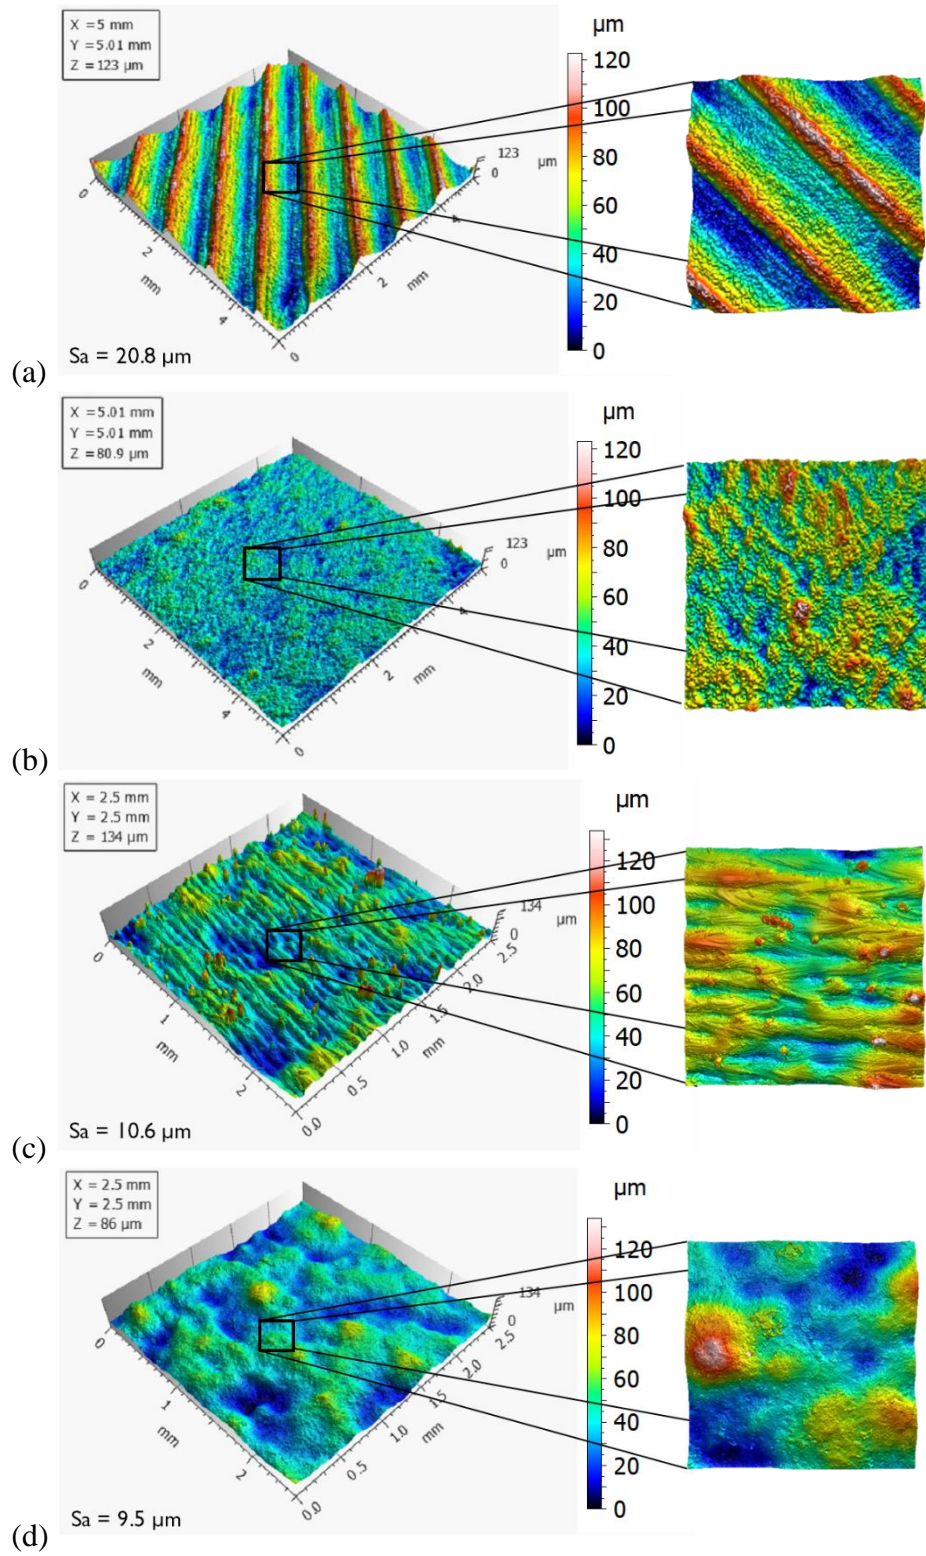 X = 5 mm
Y = 5.01 mm
Z = 123 µm
µm
120
100
80
60
40
20
0
123
µm
0
0
2
mm
4
0
2
mm
4
Sa = 20.8 µm
(a)
X = 5.01 mm
Y = 5.01 mm
Z = 80.9 µm
µm
120
100
80
60
40
20
0
123
µm
0
0
2
mm
4
0
2
mm
4
(b)
X = 2.5 mm
Y = 2.5 mm
Z = 134 µm
µm
120
100
80
60
40
20
0
134
µm
0
0
1
mm
2
0.0
0.5
1.0
mm
1.5
2.0
2.5
Sa = 10.6 µm
(c)
X = 2.5 mm
Y = 2.5 mm
Z = 86 µm
µm
120
100
80
60
40
20
0
134
µm
0
0
1
mm
2
0.0
0.5
1.0
mm
1.5
2.0
2.5
Sa = 9.5 µm
(d)